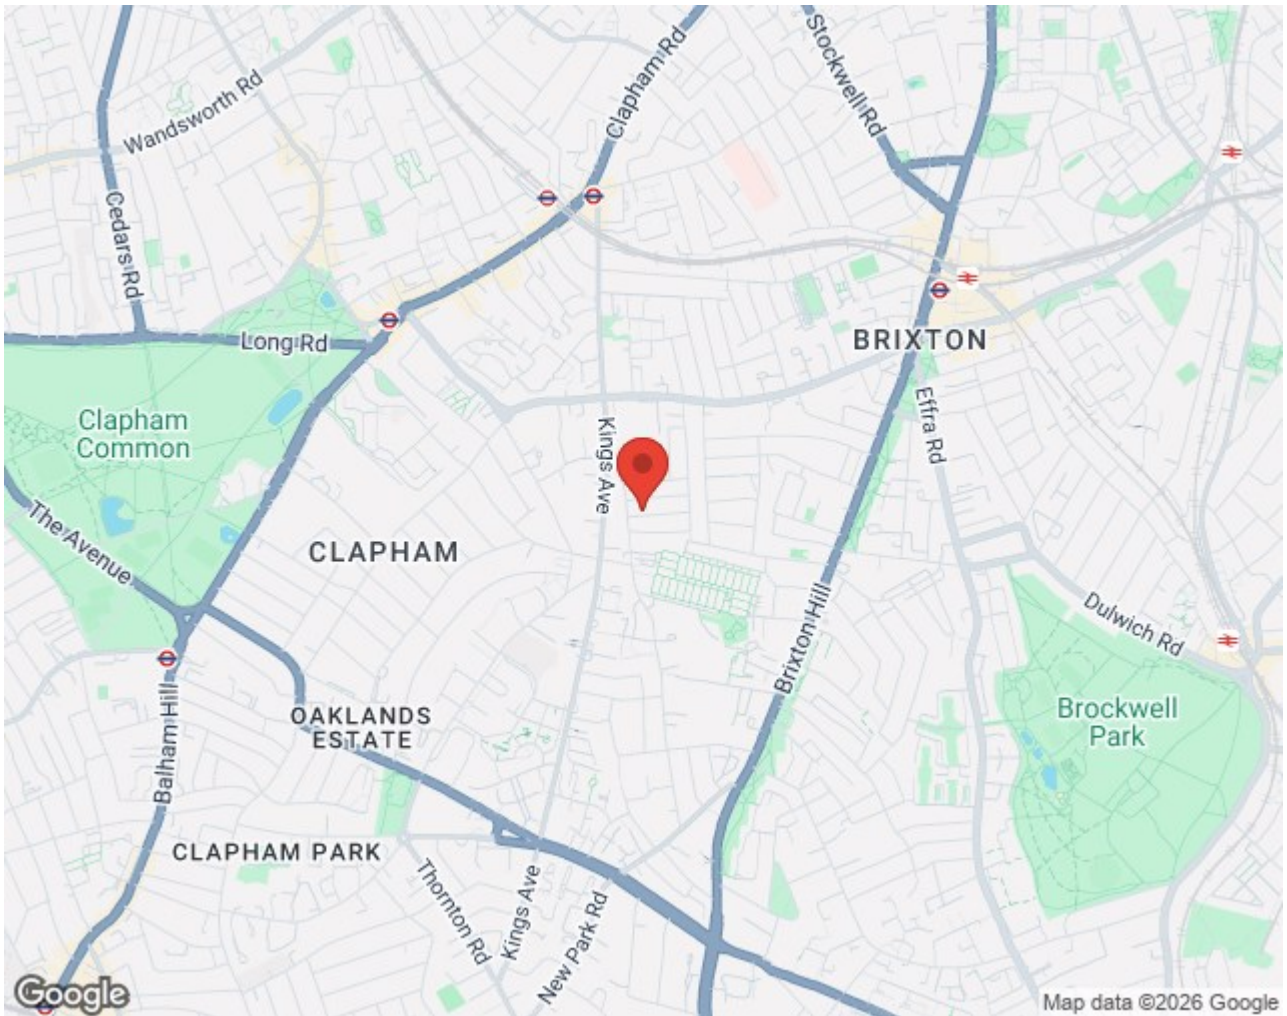 Clapham Rd
Stockwell Rd
Wandsworth Rd
Cedars Rd
Long Rd
BRIXTON
Effra Rd
Clapham
Common
Kings Ave
The Avenue
CLAPHAM
Dulwich Rd
Brixton Hill
Balham Hill
OAKLANDS
ESTATE
Brockwell
Park
CLAPHAM PARK
Thornton Rd
Kings Ave
New Park Rd
Google
Map data ©2026 Google